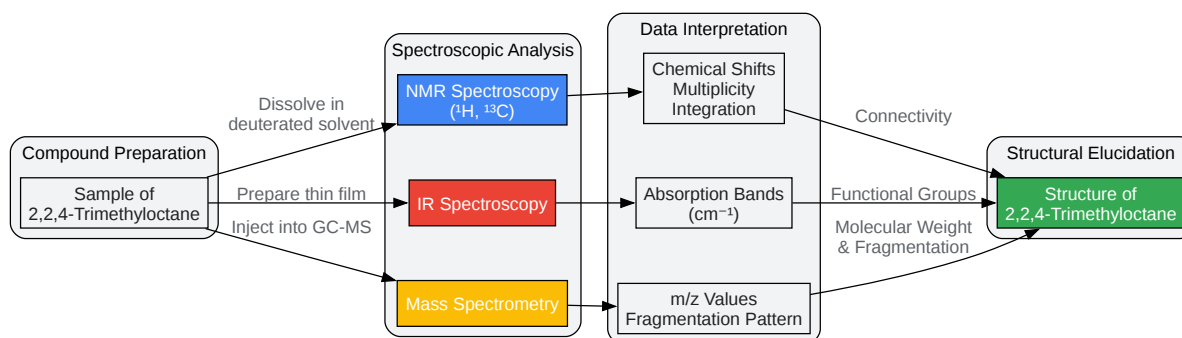 Compound Preparation
Sample of
2,2,4-Trimethyloctane
Dissolve in
deuterated solvent
Prepare thin film
Inject into GC-MS
Spectroscopic Analysis
NMR Spectroscopy
(¹H, ¹³C)
IR Spectroscopy
Mass Spectrometry
Data Interpretation
Chemical Shifts
Multiplicity
Integration
Absorption Bands
(cm⁻¹)
m/z Values
Fragmentation Pattern
Connectivity
Functional Groups
Molecular Weight
& Fragmentation
Structural Elucidation
Structure of
2,2,4-Trimethyloctane